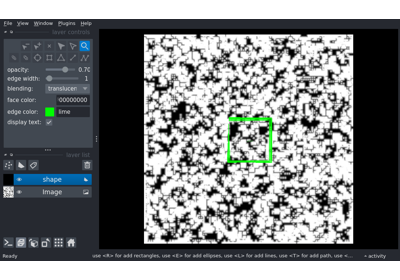 File View Window Plugins Help
layer controls
opacity: 0.70
edge width: 1
blending: translucen
face color: 00000000
edge color: lime
display text:
layer list
shape
Image
Ready
use <R> for add rectangles, use <E> for add ellipses, use <L> for add lines, use <T> for add path, use <...
activity